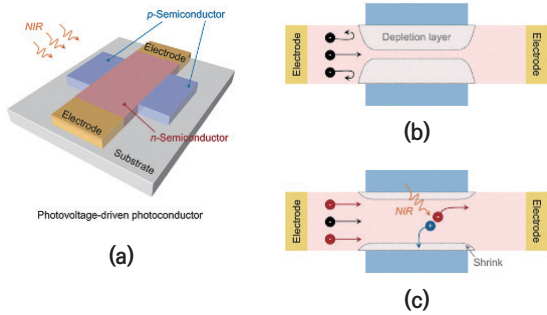 p-Semiconductor
NIR
Electrode
Electrode
n-Semiconductor
Substrate
Photovoltage-driven photoconductor
(a)
Electrode
Depletion layer
Electrode
(b)
Electrode
NIR
Electrode
Shrink
(c)